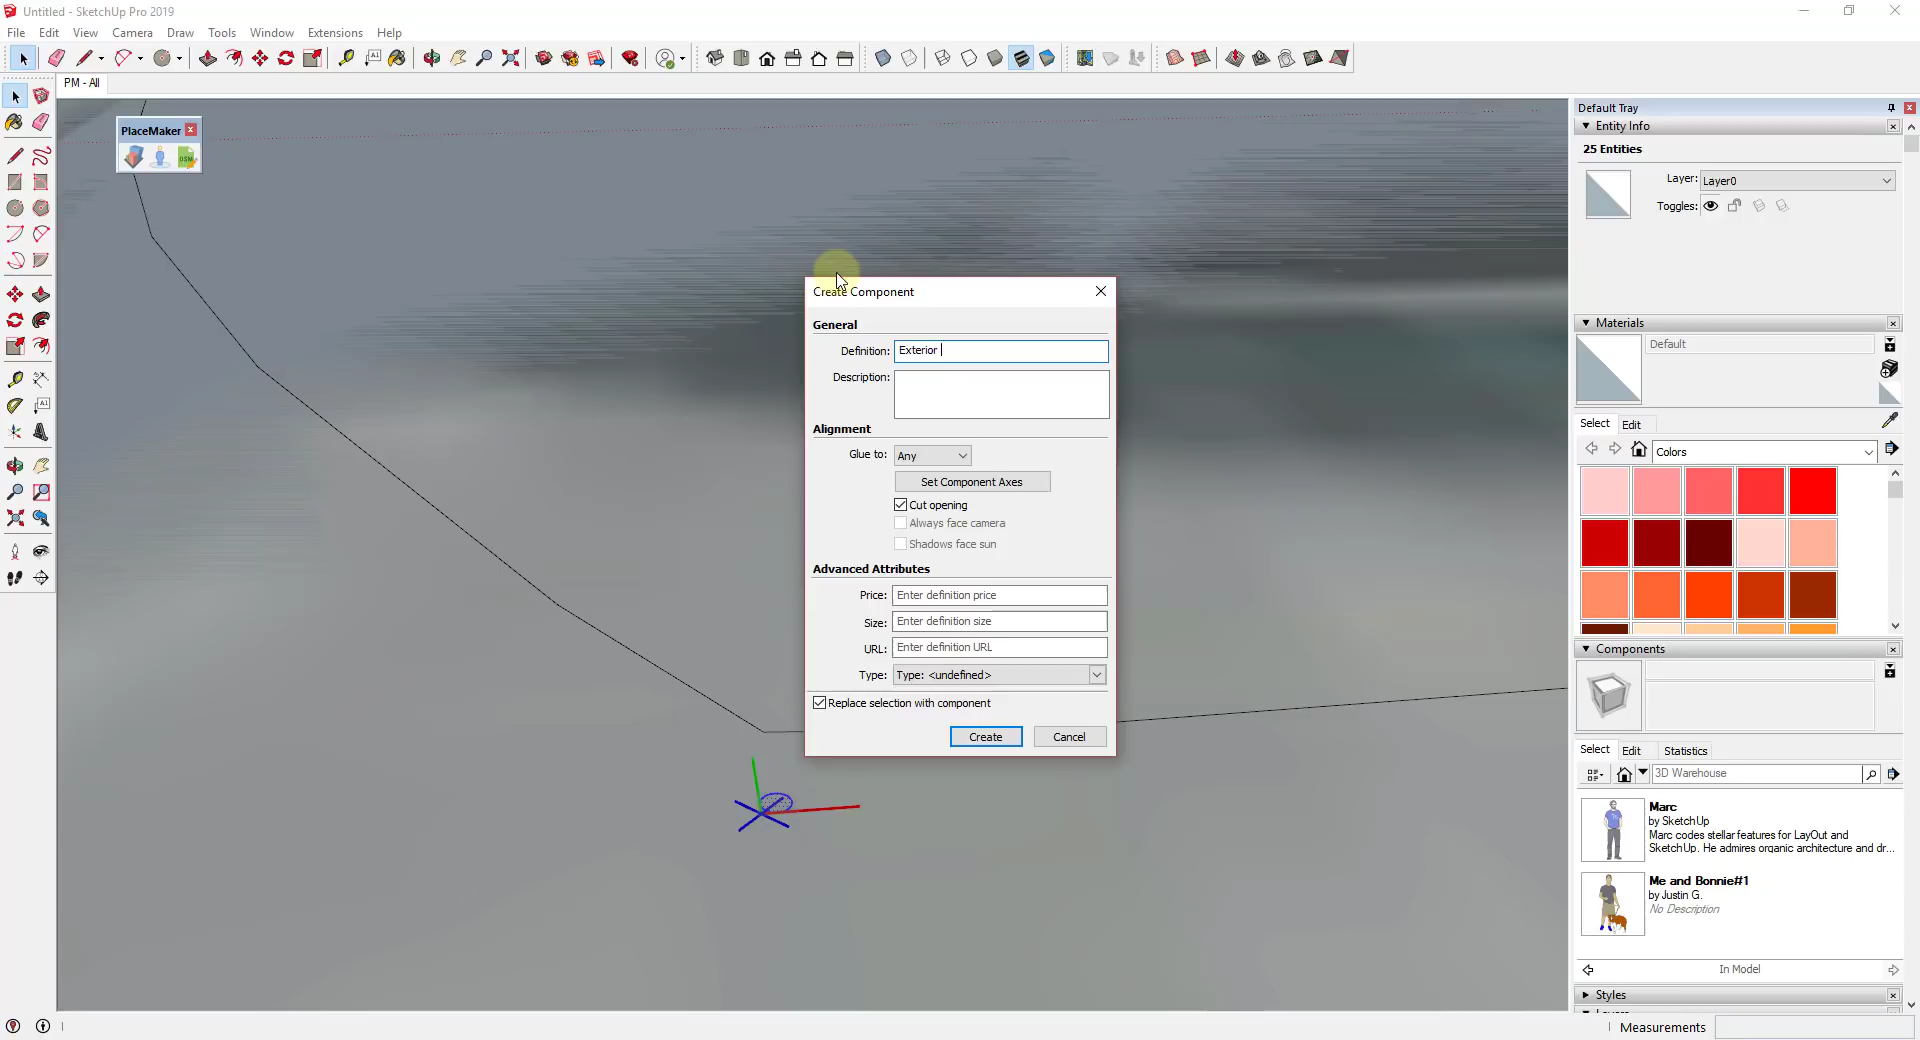 Untitled - SketchUp Pro 2019
File Edit View Camera Draw Tools Window Extensions Help
PM - All
PlaceMaker
OSM
Create Component
General
Definition: Exterior
Description:
Alignment
Glue to: Any
Set Component Axes
Cut opening
Always face camera
Shadows face sun
Advanced Attributes
Price: Enter definition price
Size: Enter definition size
URL: Enter definition URL
Type: Type: <undefined>
Replace selection with component
Create Cancel
Default Tray
Entity Info
25 Entities
Layer: Layer0
Toggles:
Materials
Default
Select Edit
Colors
Components
Select Edit Statistics
3D Warehouse
Marc
by SketchUp
Marc codes stellar features for LayOut and
SketchUp. He admires organic architecture and dr...
Me and Bonnie#1
by Justin G.
No Description
In Model
Styles
Layers
Measurements